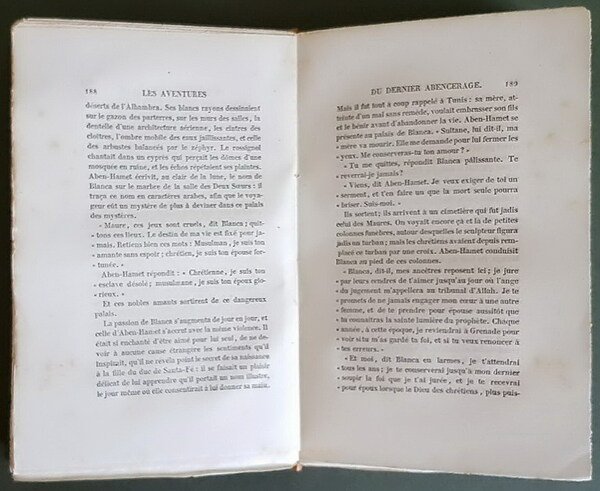 188 LES AVENTURES
déserts de l'Alhambra. Ses blancs rayons dessinaient
sur le gazon des parterres, sur les murs des salles, la
dentelle d'une architecture aérienne, les cintres des
cloîtres, l'ombre mobile des eaux jaillissantes, et celle
des arbustes balancés par le zéphyr. Le rossignol
chantait dans un cyprès qui perçait les dômes d'une
mosquée en ruine, et les échos répétaient ses plaintes.
Aben-Hamet écrivit, au clair de la lune, le nom de
Blanca sur le marbre de la salle des Deux Sœurs : il
traça ce nom en caractères arabes, afin que le voya-
geur eût un mystère de plus à deviner dans ce palais
des mystères.
« Maure, ces jeux sont cruels, dit Blanca; quit-
« tons ces lieux. Le destin de ma vie est fixé pour ja-
« mais. Retiens bien ces mots : Musulman, je suis ton
« amante sans espoir; chrétien, je suis ton épouse for-
« tunée. »
Aben-Hamet répondit : « Chrétienne, je suis ton
« esclave désolé; musulmane, je suis ton époux glo-
« rieux. »
Et ces nobles amants sortirent de ce dangereux
palais.
La passion de Blanca s'augmenta de jour en jour, et
celle d'Aben-Hamet s'accrut avec la même violence. Il
était si enchanté d'être aimé pour lui seul, de ne de-
voir à aucune cause étrangère les sentiments qu'il
inspirait, qu'il ne révéla point le secret de sa naissance
à la fille du duc de Santa-Fé : il se faisait un plaisir
délicat de lui apprendre qu'il portait un nom illustre,
le jour même où elle consentirait à lui donner sa main.
DU DERNIER ABENCERAGE. 189
Mais il fut tout à coup rappelé à Tunis : sa mère, at-
teinte d'un mal sans remède, voulait embrasser son fils
et le bénir avant d'abandonner la vie. Aben-Hamet se
présente au palais de Blanca. « Sultane, lui dit-il, ma
« mère va mourir. Elle me demande pour lui fermer les
« yeux. Me conserveras-tu ton amour? »
« Tu me quittes, répondit Blanca pâlissante. Te
« reverrai-je jamais? »
« Viens, dit Aben-Hamet. Je veux exiger de toi un
« serment, et t'en faire un que la mort seule pourra
« briser. Suis-moi. »
Ils sortent; ils arrivent à un cimetière qui fut jadis
celui des Maures. On voyait encore çà et là de petites
colonnes funèbres, autour desquelles le sculpteur figura
jadis un turban; mais les chrétiens avaient depuis rem-
placé ce turban par une croix. Aben-Hamet conduisit
Blanca au pied de ces colonnes.
« Blanca, dit-il, mes ancêtres reposent ici; je jure
« par leurs cendres de t'aimer jusqu'au jour où l'ange
« du jugement m'appellera au tribunal d'Allah. Je te
« promets de ne jamais engager mon cœur à une autre
« femme, et de te prendre pour épouse aussitôt que
« tu connaîtras la sainte lumière du prophète. Chaque
« année, à cette époque, je reviendrai à Grenade pour
« voir si tu m'as gardé ta foi, et si tu veux renoncer à
« tes erreurs. »
« Et moi, dit Blanca en larmes, je t'attendrai
« tous les ans; je te conserverai jusqu'à mon dernier
« soupir la foi que je t'ai jurée, et je te recevrai
« pour époux lorsque le Dieu des chrétiens, plus puis-